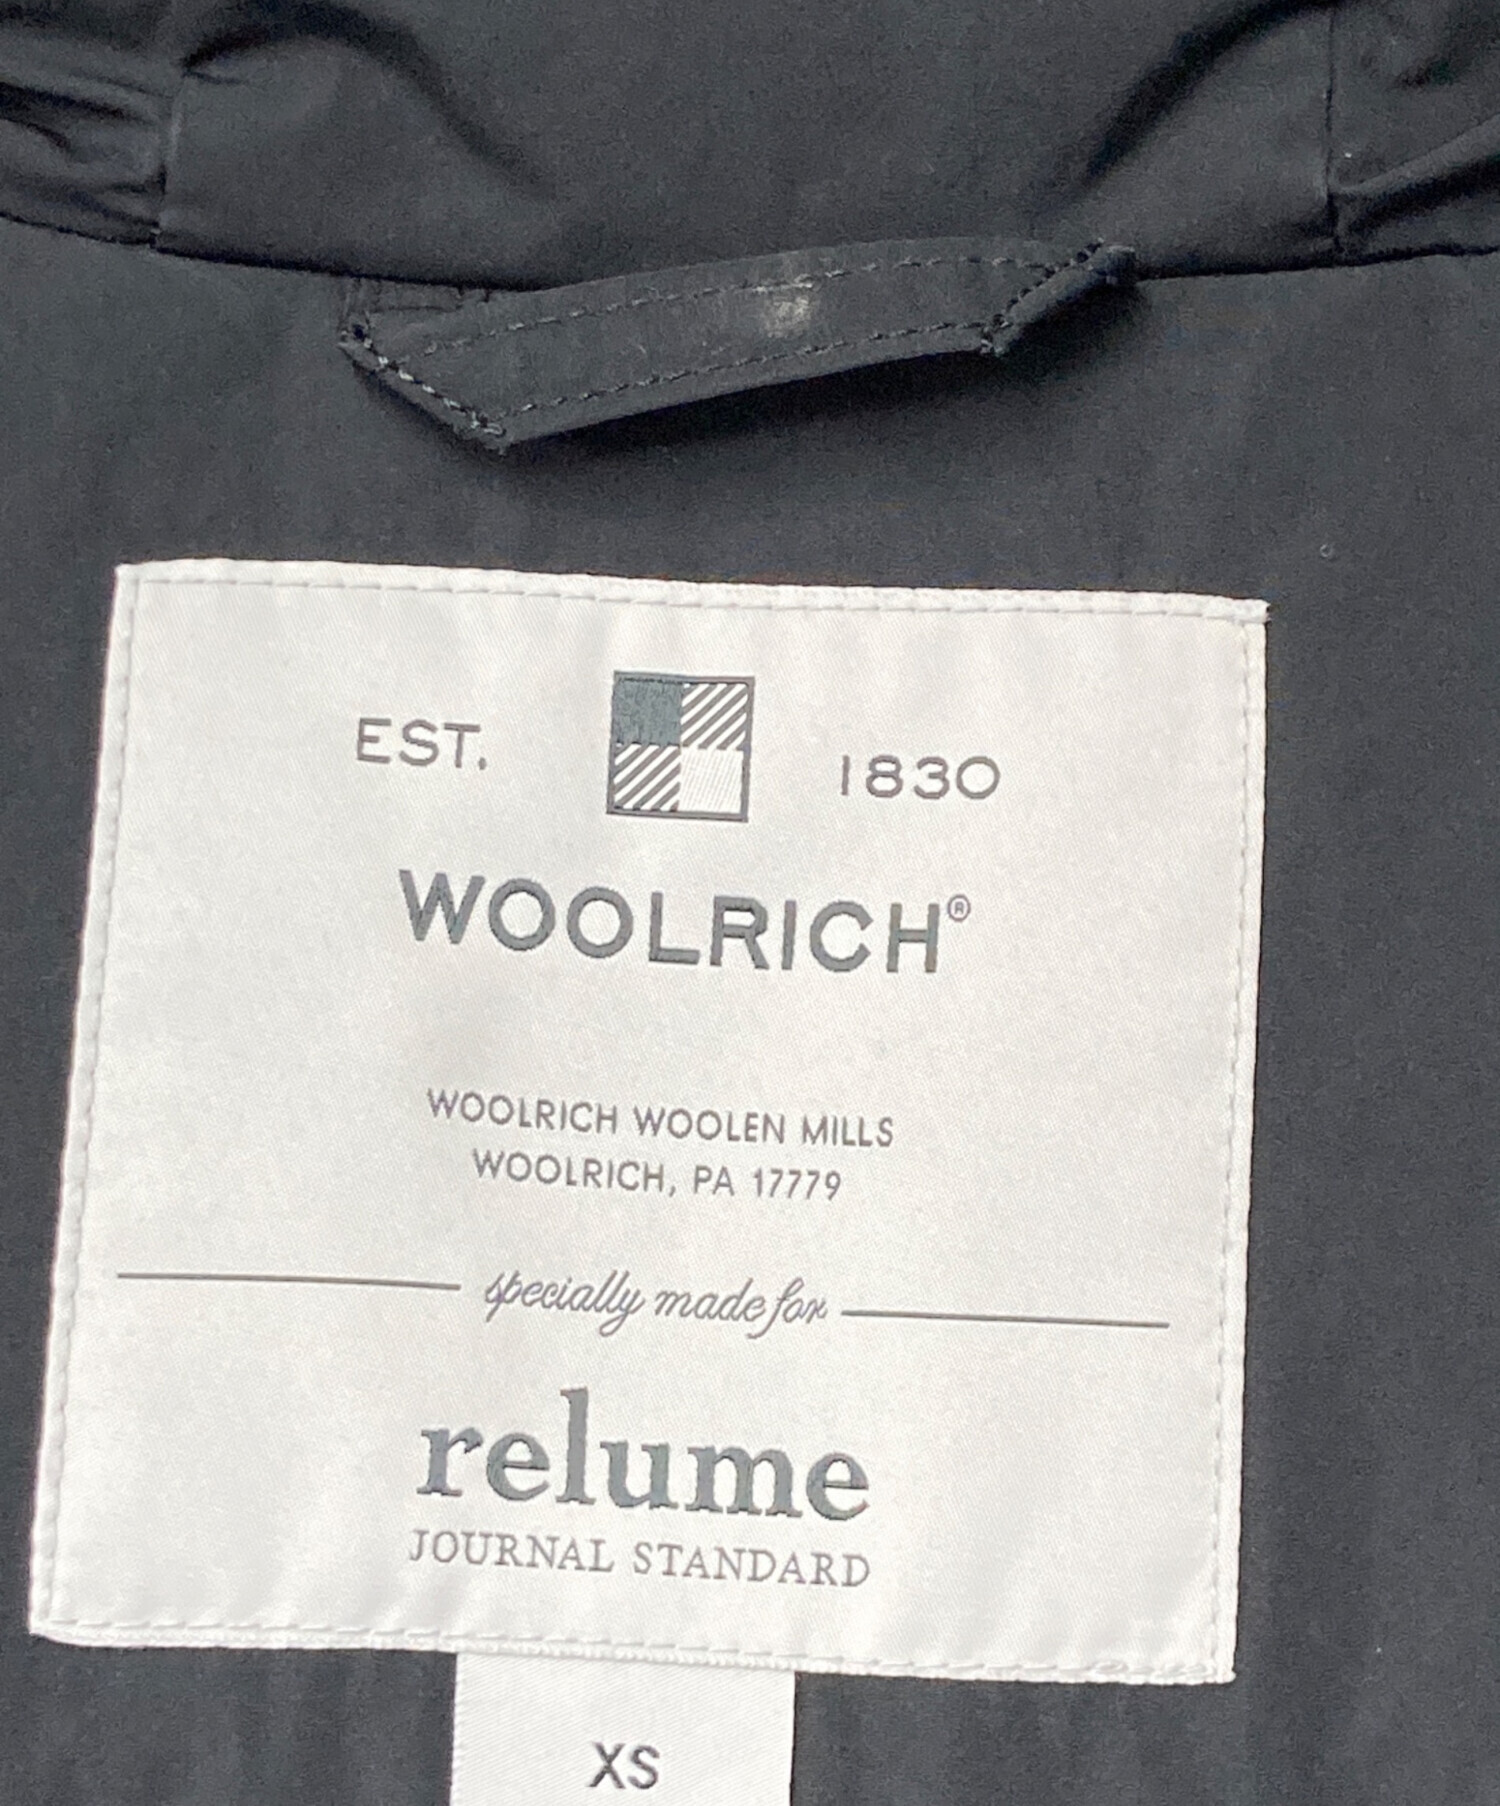 EST. 1830
WOOLRICH®
WOOLRICH WOOLEN MILLS
WOOLRICH, PA 17779
specially made for
relume
JOURNAL STANDARD
XS